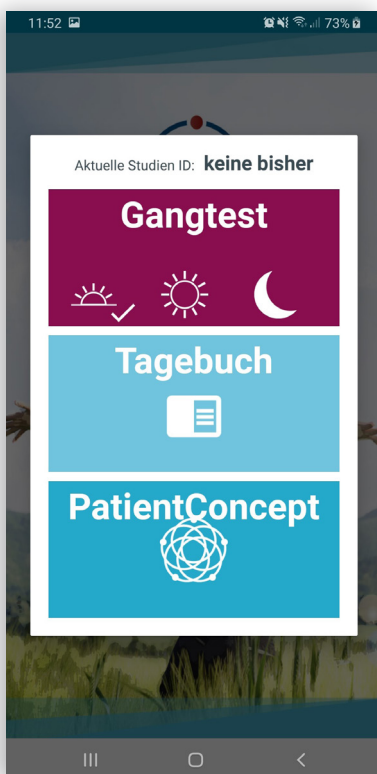 11:52 73%
Aktuelle Studien ID: keine bisher
Gangtest
Tagebuch
PatientConcept